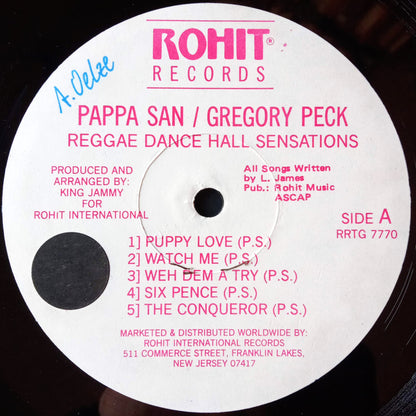 ROHIT®
RECORDS
A. Oelze
PAPPA SAN / GREGORY PECK
REGGAE DANCE HALL SENSATIONS
PRODUCED AND
ARRANGED BY:
KING JAMMY
FOR
ROHIT INTERNATIONAL
All Songs Written
by L. James
Pub.: Rohit Music
ASCAP
SIDE A
RRTG 7770
1] PUPPY LOVE (P.S.)
2] WATCH ME (P.S.)
3] WEH DEM A TRY (P.S.)
4] SIX PENCE (P.S.)
5] THE CONQUEROR (P.S.)
MARKETED & DISTRIBUTED WORLDWIDE BY:
ROHIT INTERNATIONAL RECORDS
511 COMMERCE STREET, FRANKLIN LAKES,
NEW JERSEY 07417